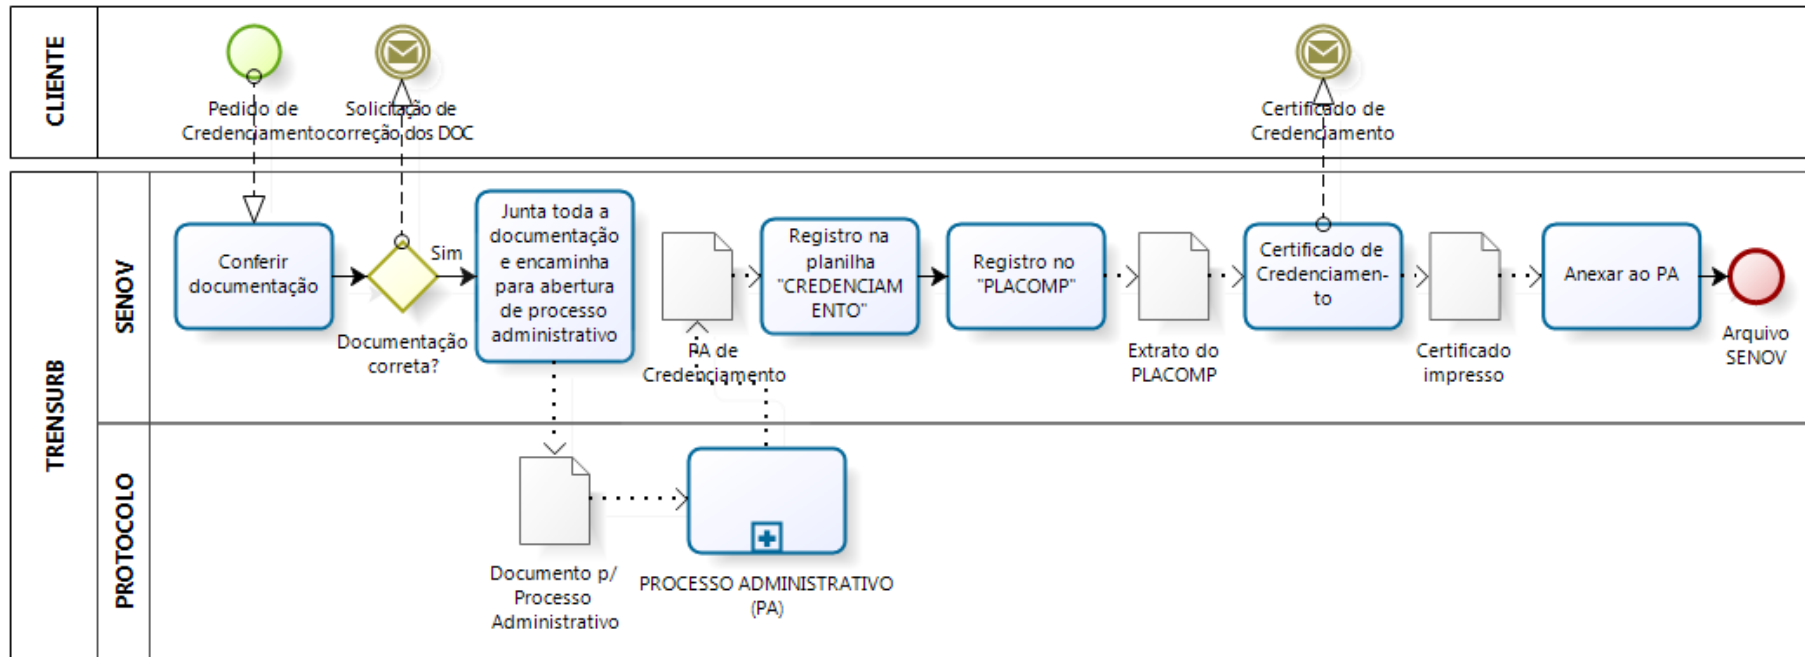 CLIENTE
Pedido de
Credenciamento
Solicitação de
correção dos DOC
Certificado de
Credenciamento
TRENSURB
SENOV
Conferir
documentação
Documentação
correta?
Sim
Junta toda a
documentação
e encaminha
para abertura
de processo
administrativo
PA de
Credenciamento
Registro na
planilha
"CREDENCIAM
ENTO"
Registro no
"PLACOMP"
Extrato do
PLACOMP
Certificado de
Credenciamen-
to
Certificado
impresso
Anexar ao PA
Arquivo
SENOV
PROTOCOLO
Documento p/
Processo
Administrativo
PROCESSO ADMINISTRATIVO
(PA)